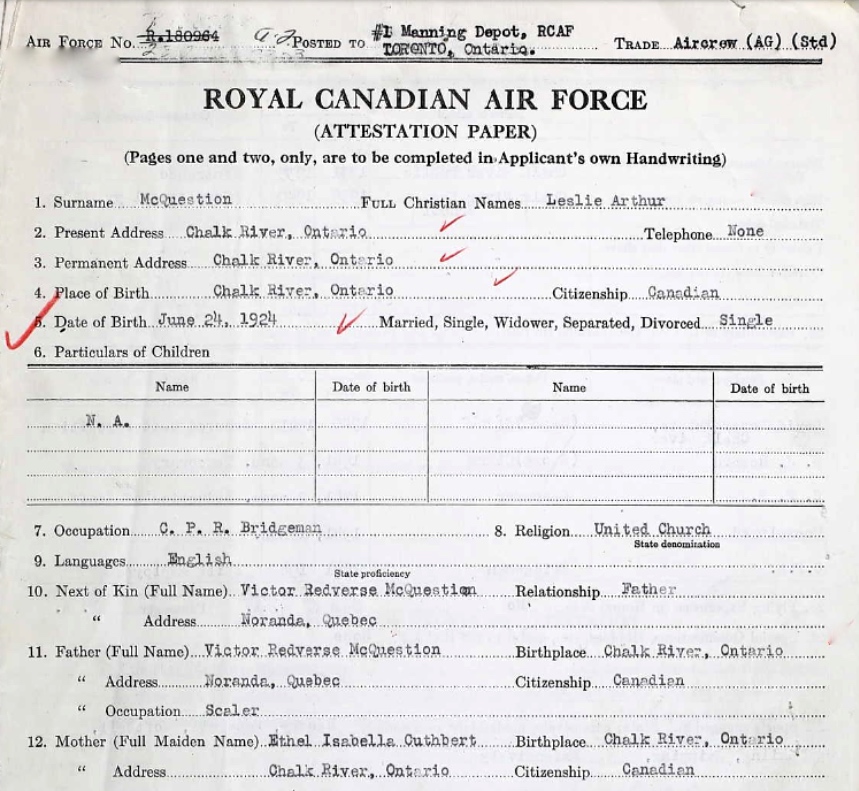 AIR FORCE No. R.180964 POSTED TO #1 Manning Depot, RCAF TORONTO, Ontario. TRADE Aircrew (AG) (Std)
ROYAL CANADIAN AIR FORCE
(ATTESTATION PAPER)
(Pages one and two, only, are to be completed in Applicant's own Handwriting)
1. Surname McQuestion FULL Christian Names Leslie Arthur
2. Present Address Chalk River, Ontario Telephone None
3. Permanent Address Chalk River, Ontario
4. Place of Birth Chalk River, Ontario Citizenship Canadian
5. Date of Birth June 24, 1924 Married, Single, Widower, Separated, Divorced Single
6. Particulars of Children
Name Date of birth Name Date of birth
N. A.
7. Occupation C. P. R. Bridgeman 8. Religion United Church
State denomination
9. Languages English
State proficiency
10. Next of Kin (Full Name) Victor Redverse McQuestion Relationship Father
" Address Noranda, Quebec
11. Father (Full Name) Victor Redverse McQuestion Birthplace Chalk River, Ontario
" Address Noranda, Quebec Citizenship Canadian
" Occupation Scaler
12. Mother (Full Maiden Name) Ethel Isabella Cuthbert Birthplace Chalk River, Ontario
" Address Chalk River, Ontario Citizenship Canadian